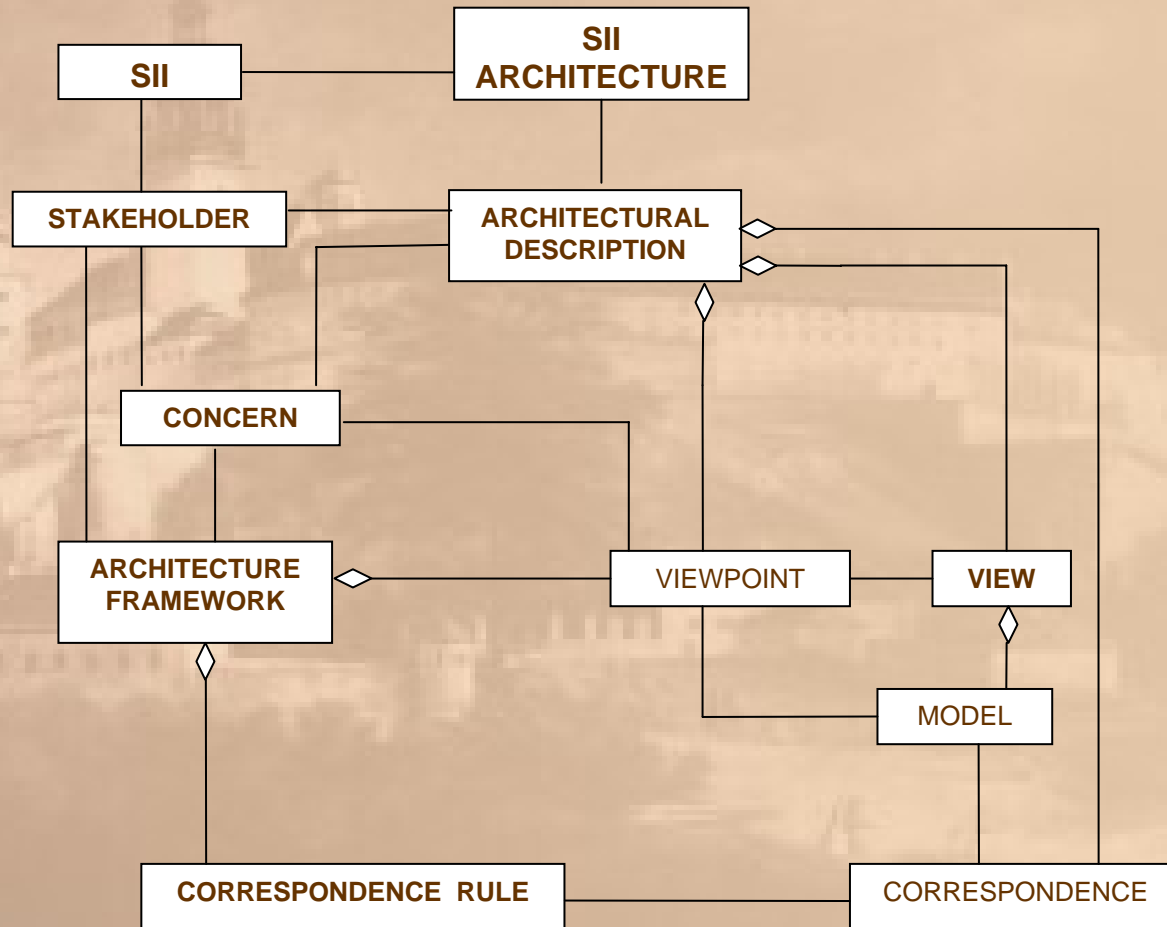 SII
SII
ARCHITECTURE
STAKEHOLDER
ARCHITECTURAL
DESCRIPTION
CONCERN
ARCHITECTURE
FRAMEWORK
VIEWPOINT
VIEW
MODEL
CORRESPONDENCE RULE
CORRESPONDENCE